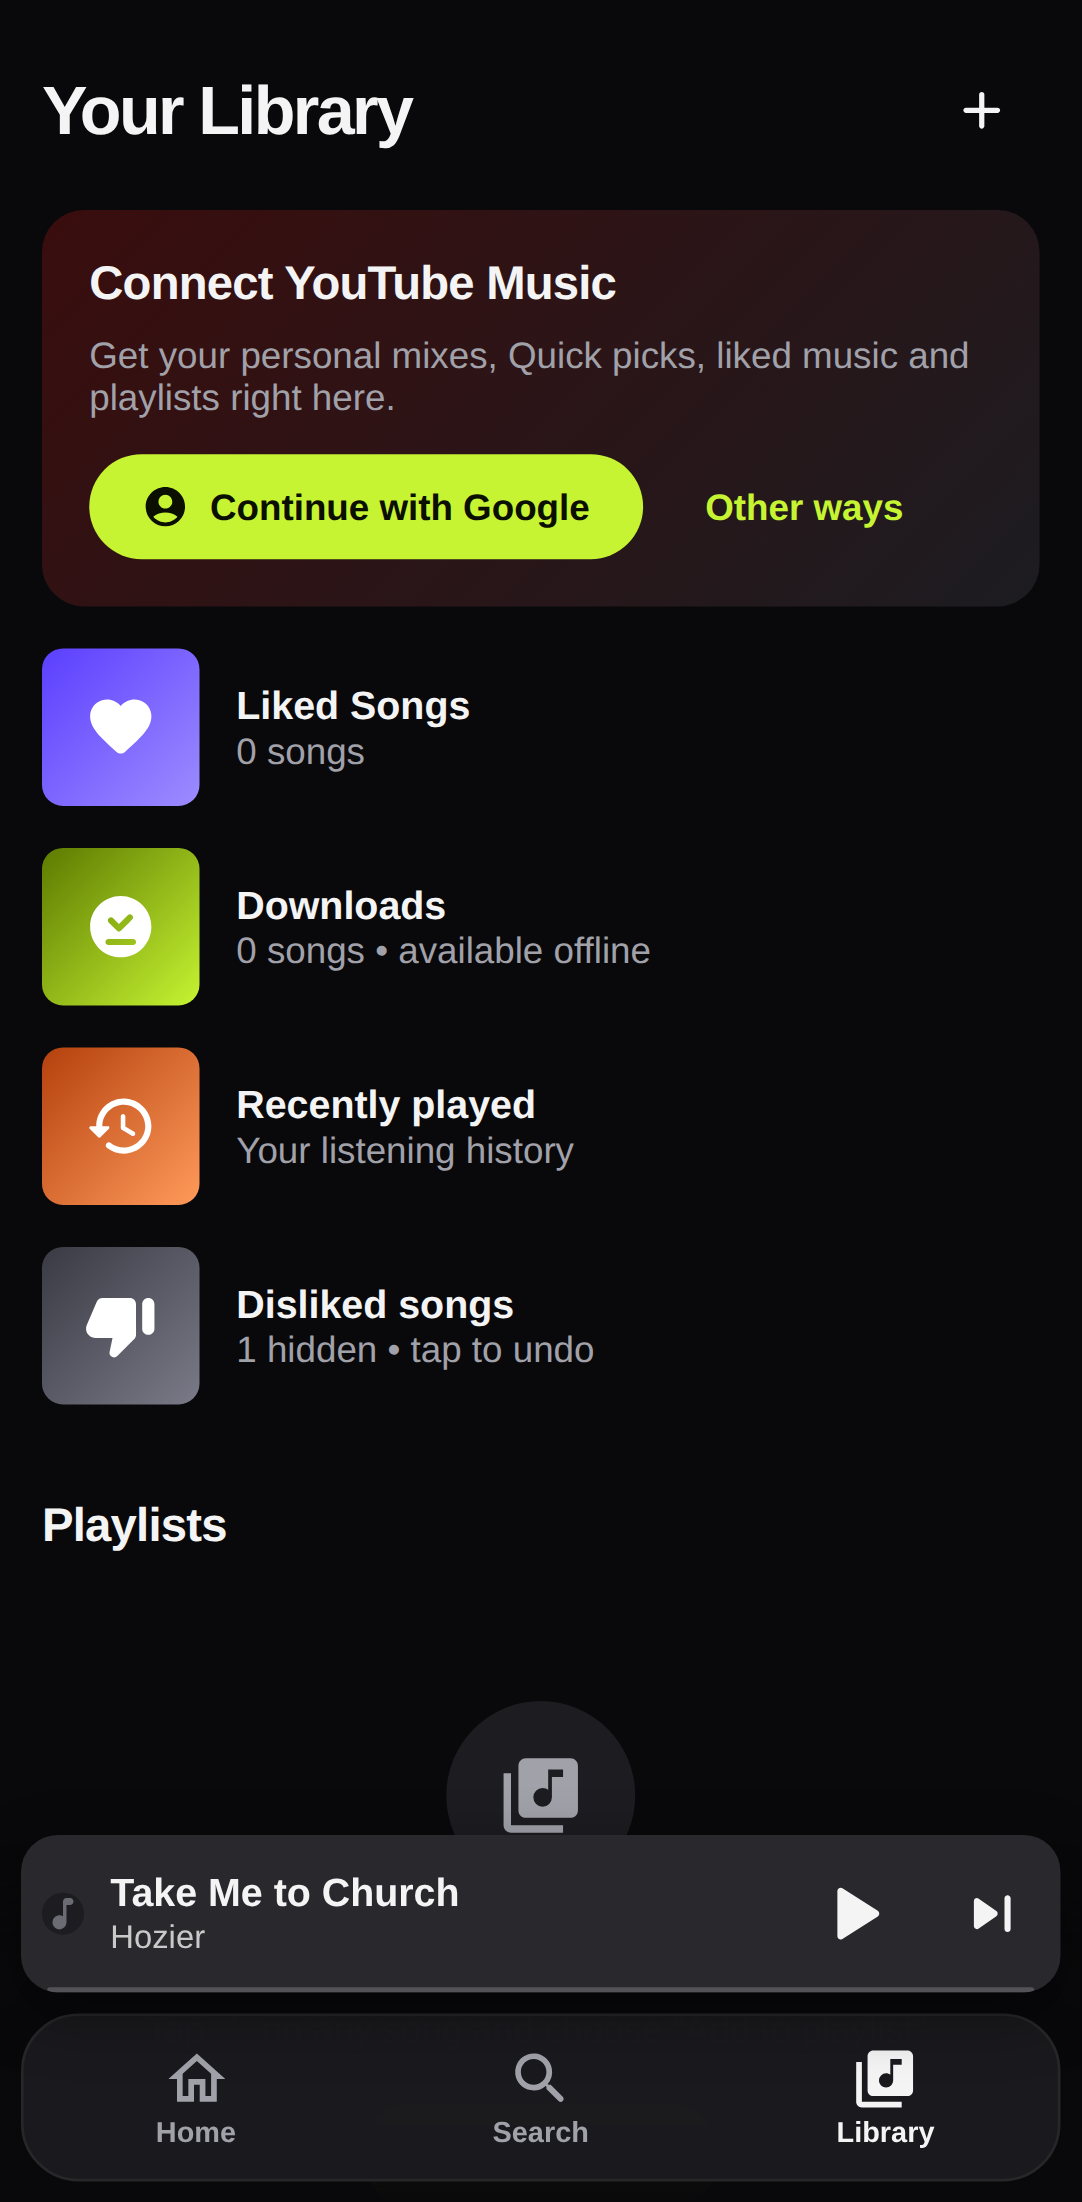 Your Library
Connect YouTube Music
Get your personal mixes, Quick picks, liked music and
playlists right here.
Continue with Google
Other ways
Liked Songs
0 songs
Downloads
0 songs • available offline
Recently played
Your listening history
Disliked songs
1 hidden • tap to undo
Playlists
Take Me to Church
Hozier
Home
Search
Library